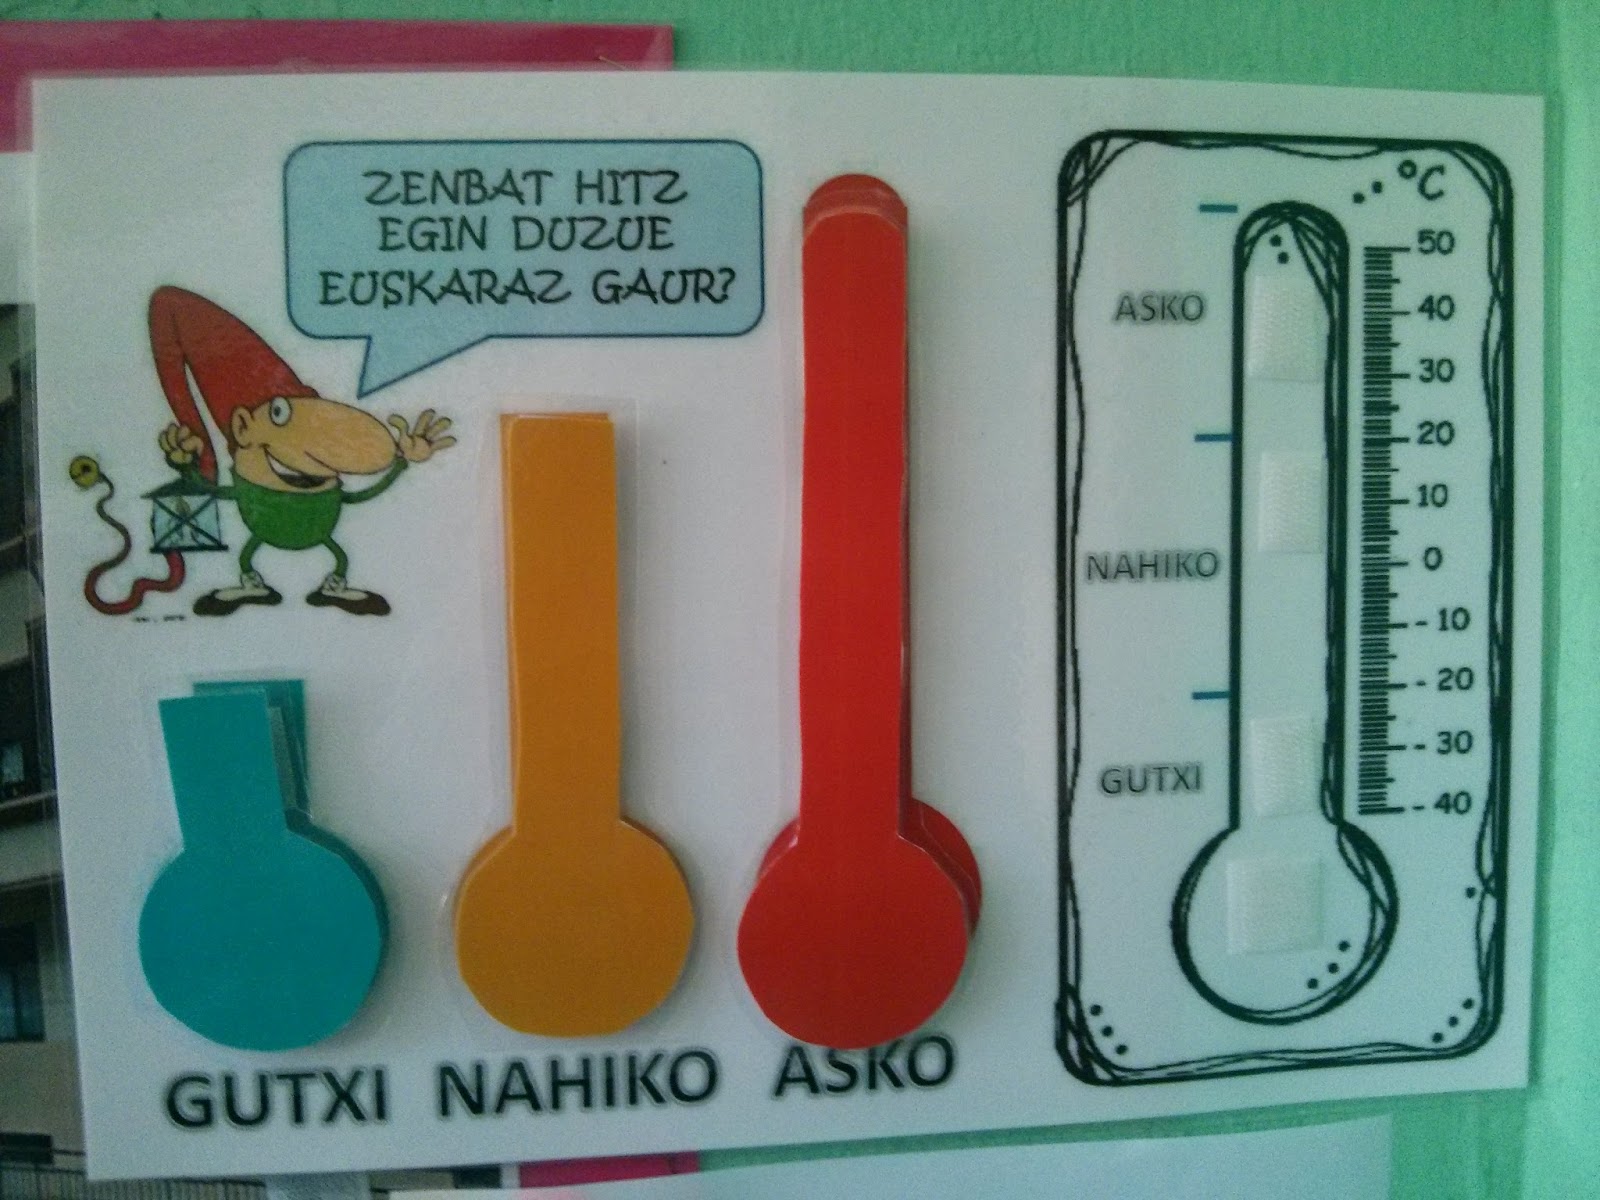 ZENBAT HITZ
EGIN DUZUE
EUSKARAZ GAUR?
GUTXI NAHIKO ASKO
°C
50
ASKO
40
30
20
10
NAHIKO
0
- 10
- 20
- 30
GUTXI
- 40